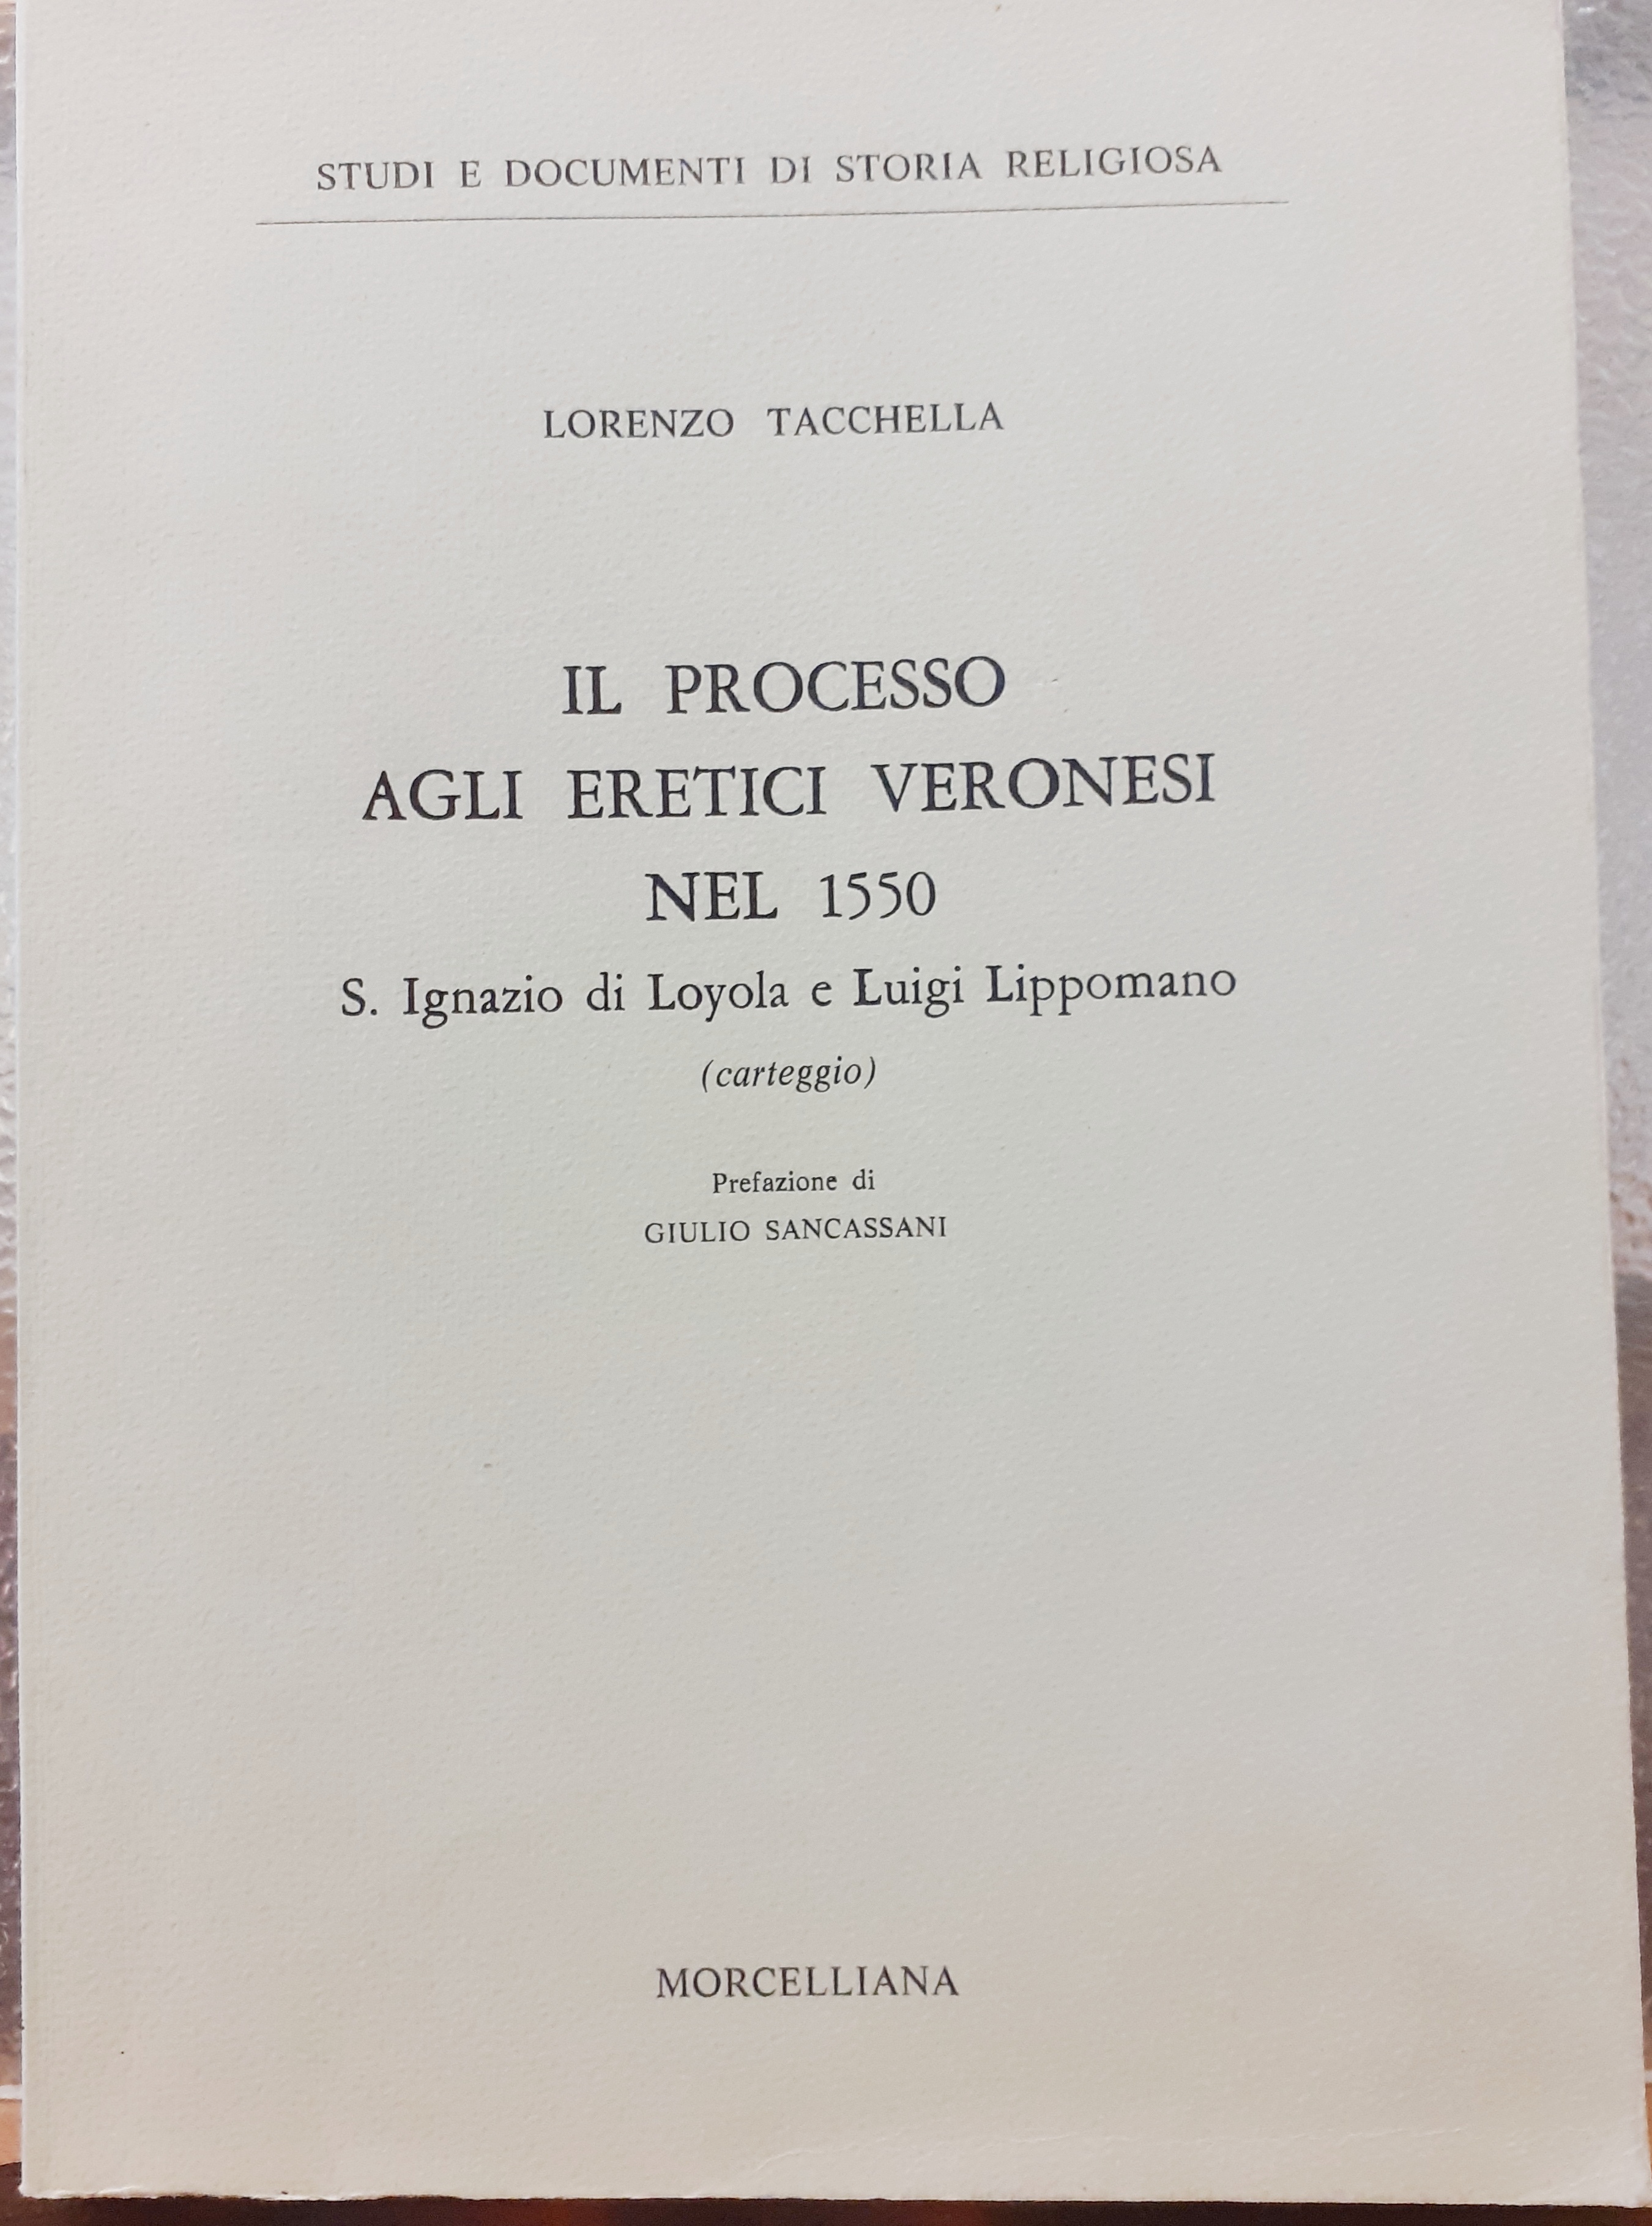 STUDI E DOCUMENTI DI STORIA RELIGIOSA
LORENZO TACCHELLA
IL PROCESSO
AGLI ERETICI VERONESI
NEL 1550
S. Ignazio di Loyola e Luigi Lippomano
(carteggio)
Prefazione di
GIULIO SANCASSANI
MORCELLIANA